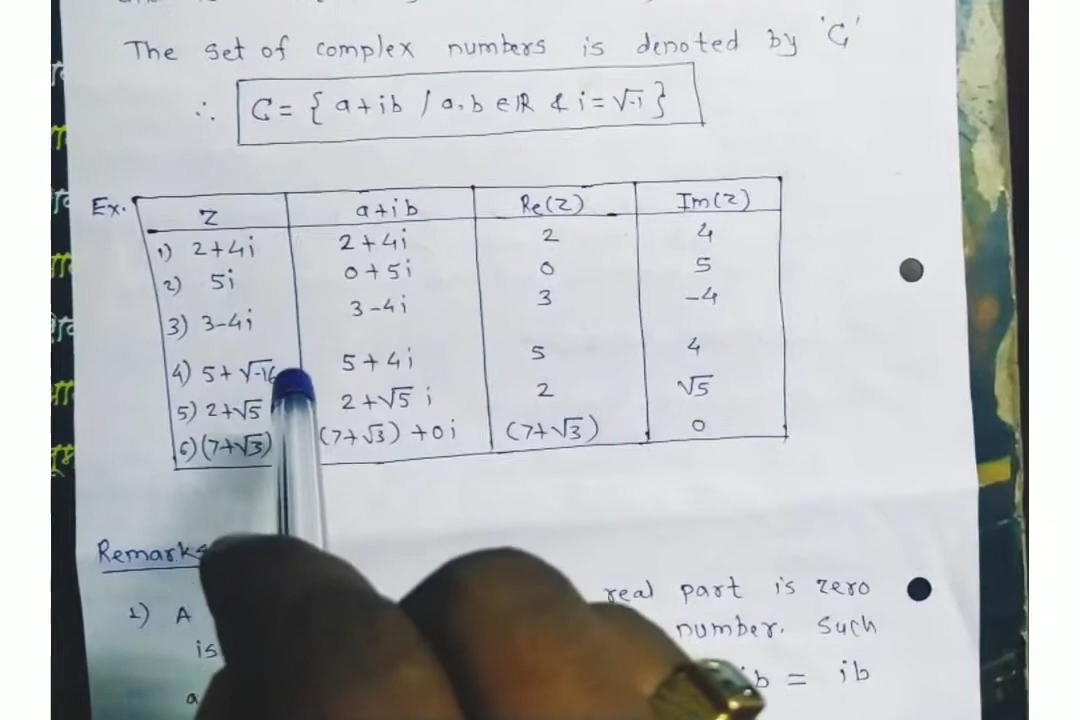 The set of complex numbers is denoted by 'C'
∴ C = { a+ib / a,b ∈ IR & i = √-1 }
Ex.
Z a+ib Re(Z) Im(Z)
1) 2+4i 2+4i 2 4
2) 5i 0+5i 0 5
3) 3-4i 3-4i 3 -4
4) 5+√-16 5+4i 5 4
5) 2+√5 2+√5 i 2 √5
6) (7+√3) (7+√3) +0i (7+√3) 0
Remarks
1) A real part is zero
is number. Such
a ib = ib